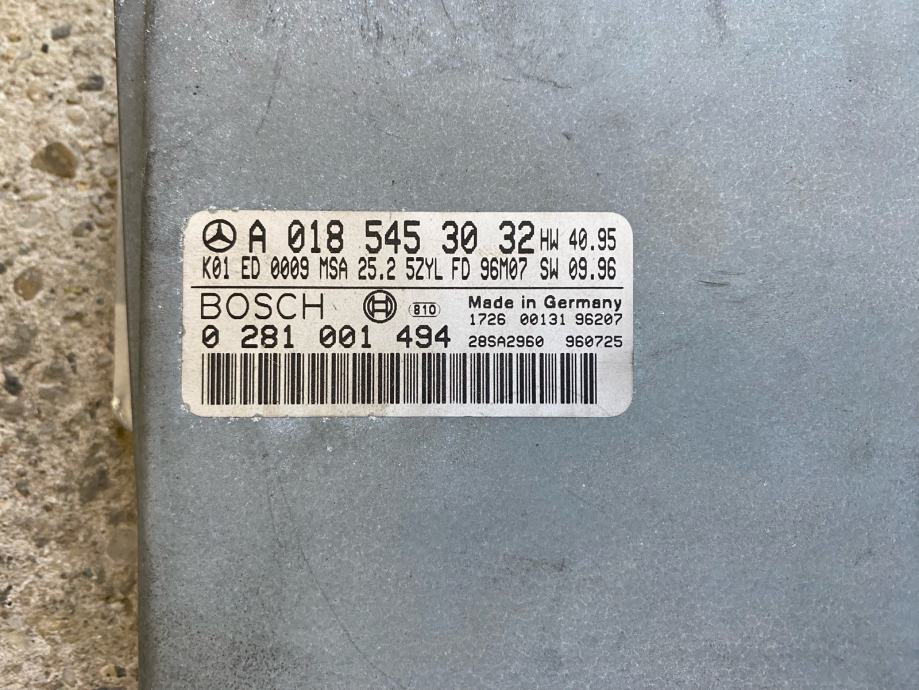 A 018 545 30 32 HW 40.95
K01 ED 0009 MSA 25.2 5ZYL FD 96M07 SW 09.96
BOSCH 810 Made in Germany
1726 00131 96207
0 281 001 494 28SA2960 960725